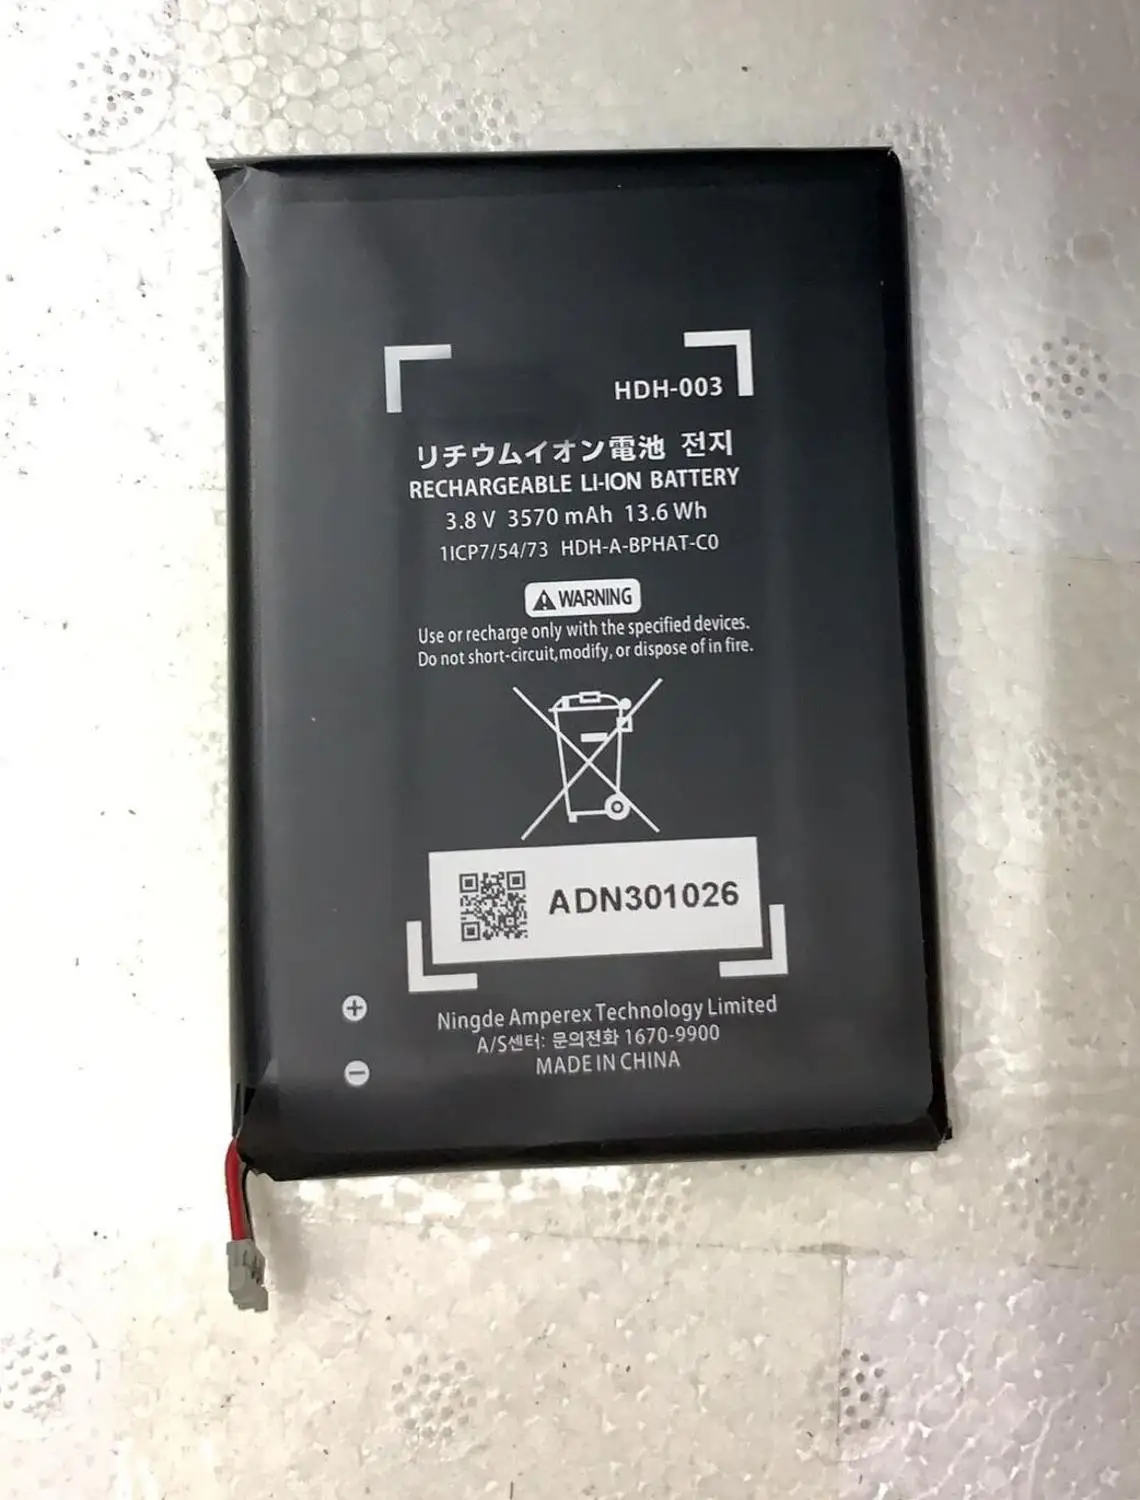 HDH-003
リチウムイオン電池 전지
RECHARGEABLE LI-ION BATTERY
3.8 V 3570 mAh 13.6 Wh
1ICP7/54/73 HDH-A-BPHAT-C0
WARNING
Use or recharge only with the specified devices.
Do not short-circuit,modify, or dispose of in fire.
ADN301026
Ningde Amperex Technology Limited
A/S센터: 문의전화 1670-9900
MADE IN CHINA